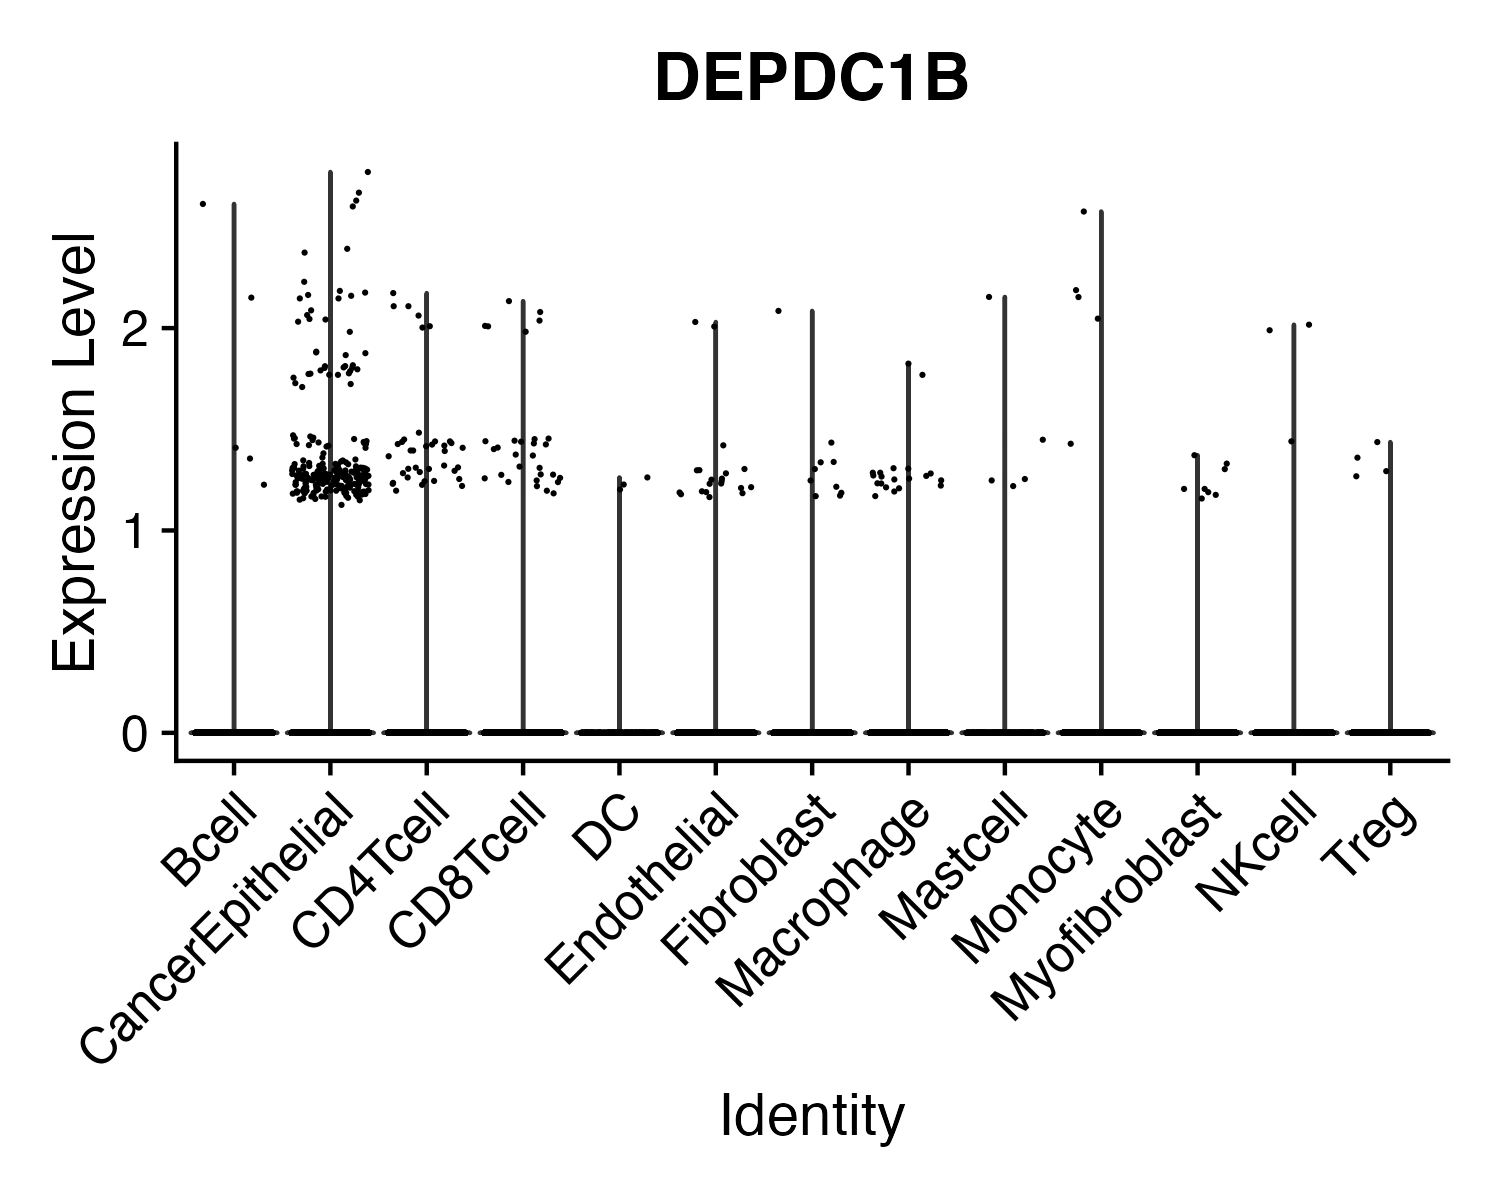 DEPDC1B
Expression Level
2
1
0
Bcell
CancerEpithelial
CD4Tcell
CD8Tcell
DC
Endothelial
Fibroblast
Macrophage
Mastcell
Monocyte
Myofibroblast
NKcell
Treg
Identity